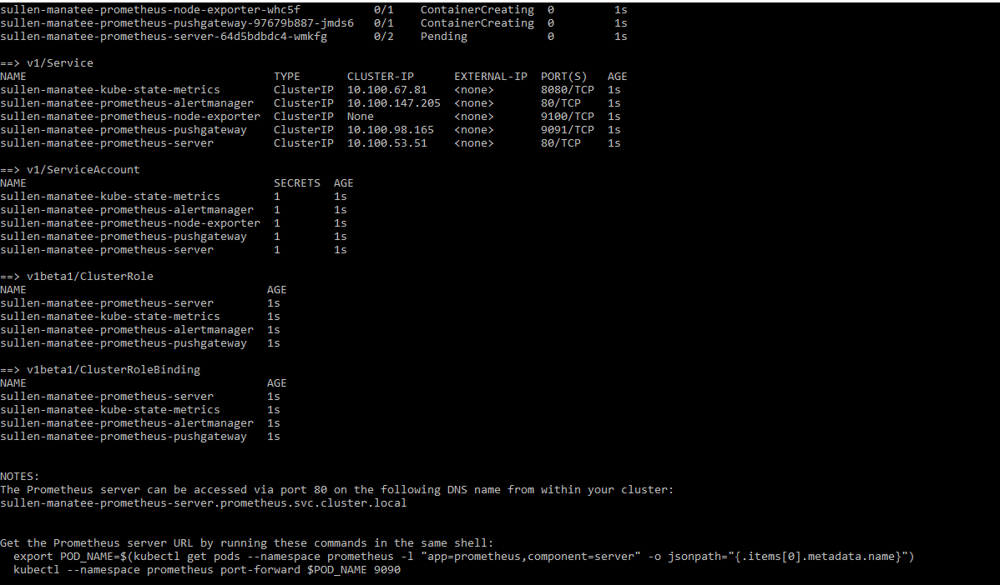 sullen-manatee-prometheus-node-exporter-whc5f 0/1 ContainerCreating 0 1s
sullen-manatee-prometheus-pushgateway-97679b887-jmds6 0/1 ContainerCreating 0 1s
sullen-manatee-prometheus-server-64d5bdbdc4-wmkfg 0/2 Pending 0 1s
==> v1/Service
NAME TYPE CLUSTER-IP EXTERNAL-IP PORT(S) AGE
sullen-manatee-kube-state-metrics ClusterIP 10.100.67.81 <none> 8080/TCP 1s
sullen-manatee-prometheus-alertmanager ClusterIP 10.100.147.205 <none> 80/TCP 1s
sullen-manatee-prometheus-node-exporter ClusterIP None <none> 9100/TCP 1s
sullen-manatee-prometheus-pushgateway ClusterIP 10.100.98.165 <none> 9091/TCP 1s
sullen-manatee-prometheus-server ClusterIP 10.100.53.51 <none> 80/TCP 1s
==> v1/ServiceAccount
NAME SECRETS AGE
sullen-manatee-kube-state-metrics 1 1s
sullen-manatee-prometheus-alertmanager 1 1s
sullen-manatee-prometheus-node-exporter 1 1s
sullen-manatee-prometheus-pushgateway 1 1s
sullen-manatee-prometheus-server 1 1s
==> v1beta1/ClusterRole
NAME AGE
sullen-manatee-prometheus-server 1s
sullen-manatee-kube-state-metrics 1s
sullen-manatee-prometheus-alertmanager 1s
sullen-manatee-prometheus-pushgateway 1s
==> v1beta1/ClusterRoleBinding
NAME AGE
sullen-manatee-prometheus-server 1s
sullen-manatee-kube-state-metrics 1s
sullen-manatee-prometheus-alertmanager 1s
sullen-manatee-prometheus-pushgateway 1s
NOTES:
The Prometheus server can be accessed via port 80 on the following DNS name from within your cluster:
sullen-manatee-prometheus-server.prometheus.svc.cluster.local
Get the Prometheus server URL by running these commands in the same shell:
export POD_NAME=$(kubectl get pods --namespace prometheus -l "app=prometheus,component=server" -o jsonpath="{.items[0].metadata.name}")
kubectl --namespace prometheus port-forward $POD_NAME 9090